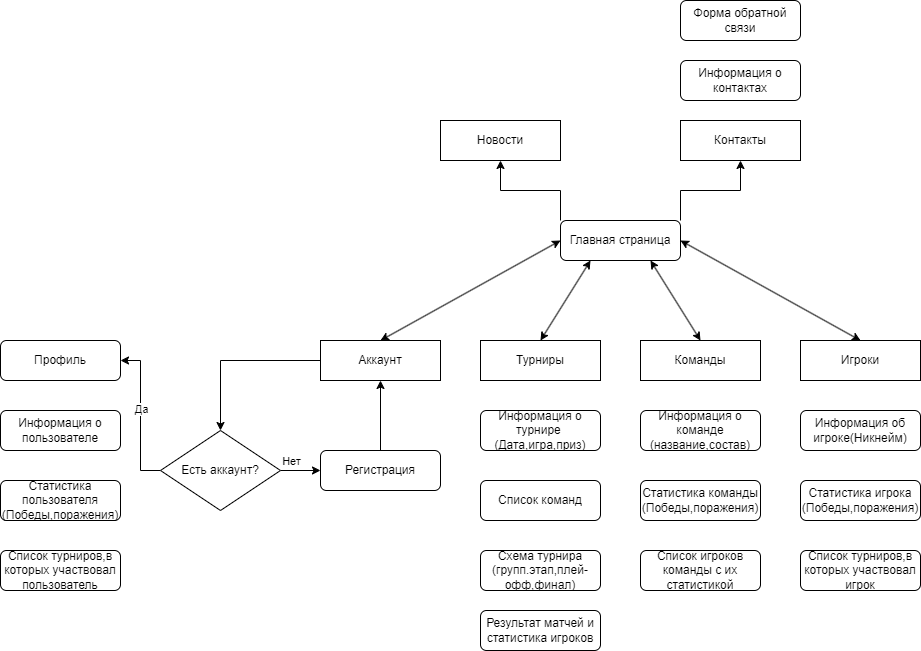 Форма обратной
связи
Информация о
контактах
Новости
Контакты
Главная страница
Профиль
Аккаунт
Турниры
Команды
Игроки
Да
Информация о
пользователе
Информация о
турнире
(Дата,игра,приз)
Информация о
команде
(название,состав)
Информация об
игроке(Никнейм)
Есть аккаунт?
Нет
Регистрация
Статистика
пользователя
(Победы,поражения)
Список команд
Статистика команды
(Победы,поражения)
Статистика игрока
(Победы,поражения)
Список турниров,в
которых участвовал
пользователь
Схема турнира
(групп.этап,плей-
офф,финал)
Список игроков
команды с их
статистикой
Список турниров,в
которых участвовал
игрок
Результат матчей и
статистика игроков